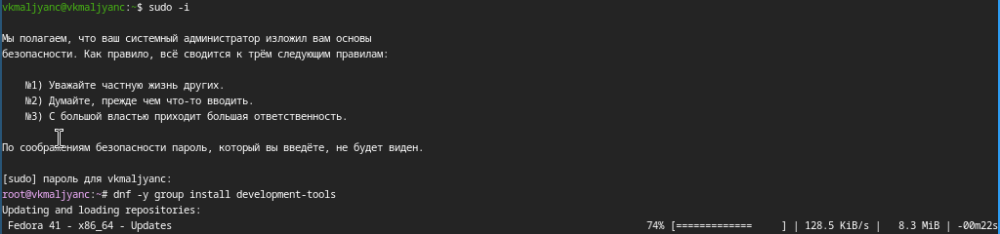 vkmaljyanc@vkmaljyanc:~$ sudo -i
Мы полагаем, что ваш системный администратор изложил вам основы
безопасности. Как правило, всё сводится к трём следующим правилам:
№1) Уважайте частную жизнь других.
№2) Думайте, прежде чем что-то вводить.
№3) С большой властью приходит большая ответственность.
По соображениям безопасности пароль, который вы введёте, не будет виден.
[sudo] пароль для vkmaljyanc:
root@vkmaljyanc:~# dnf -y group install development-tools
Updating and loading repositories:
Fedora 41 - x86_64 - Updates 74% [============= ] | 128.5 KiB/s | 8.3 MiB | -00m22s